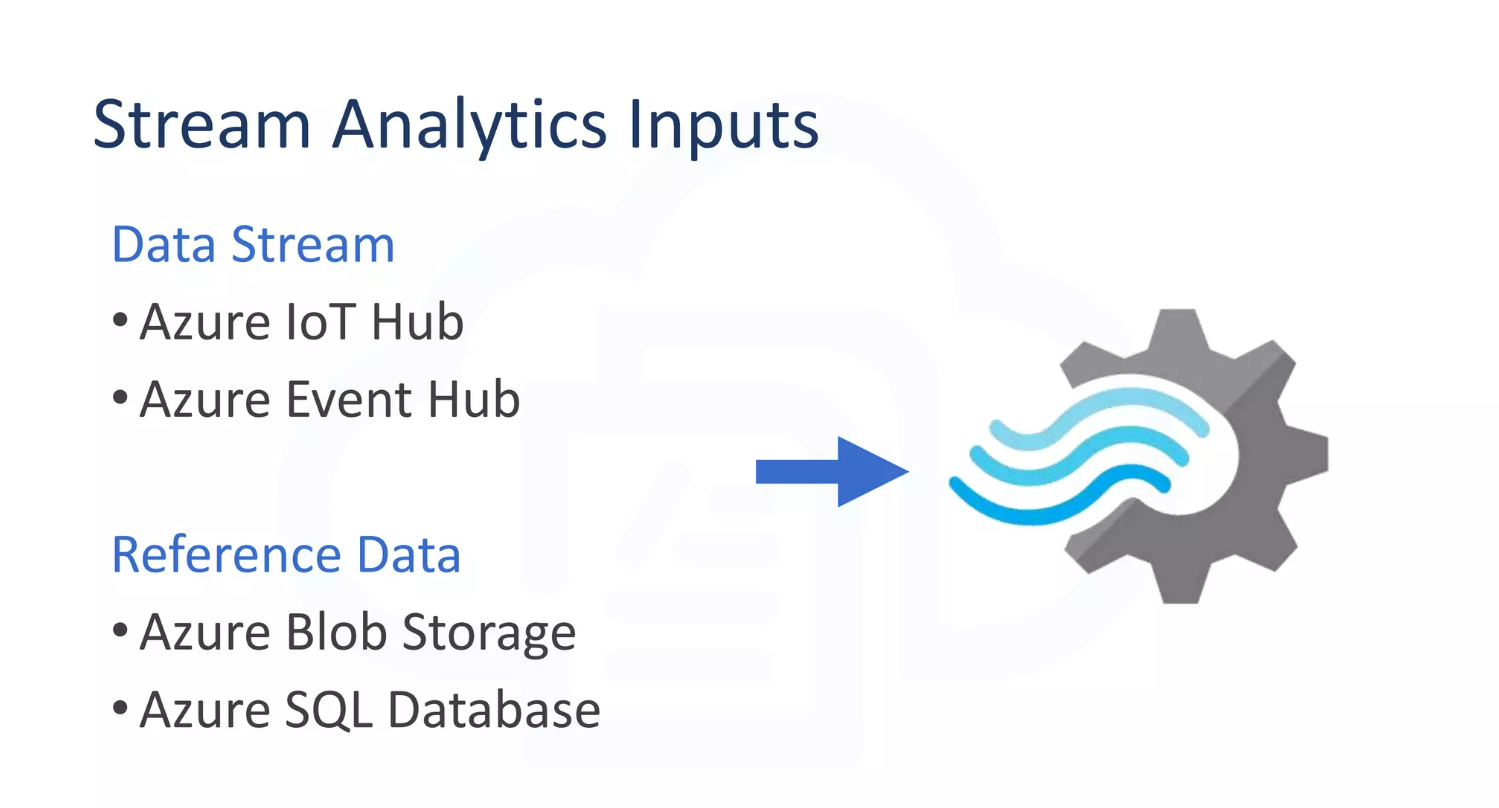 Stream Analytics Inputs
Data Stream
• Azure IoT Hub
• Azure Event Hub
Reference Data
• Azure Blob Storage
• Azure SQL Database